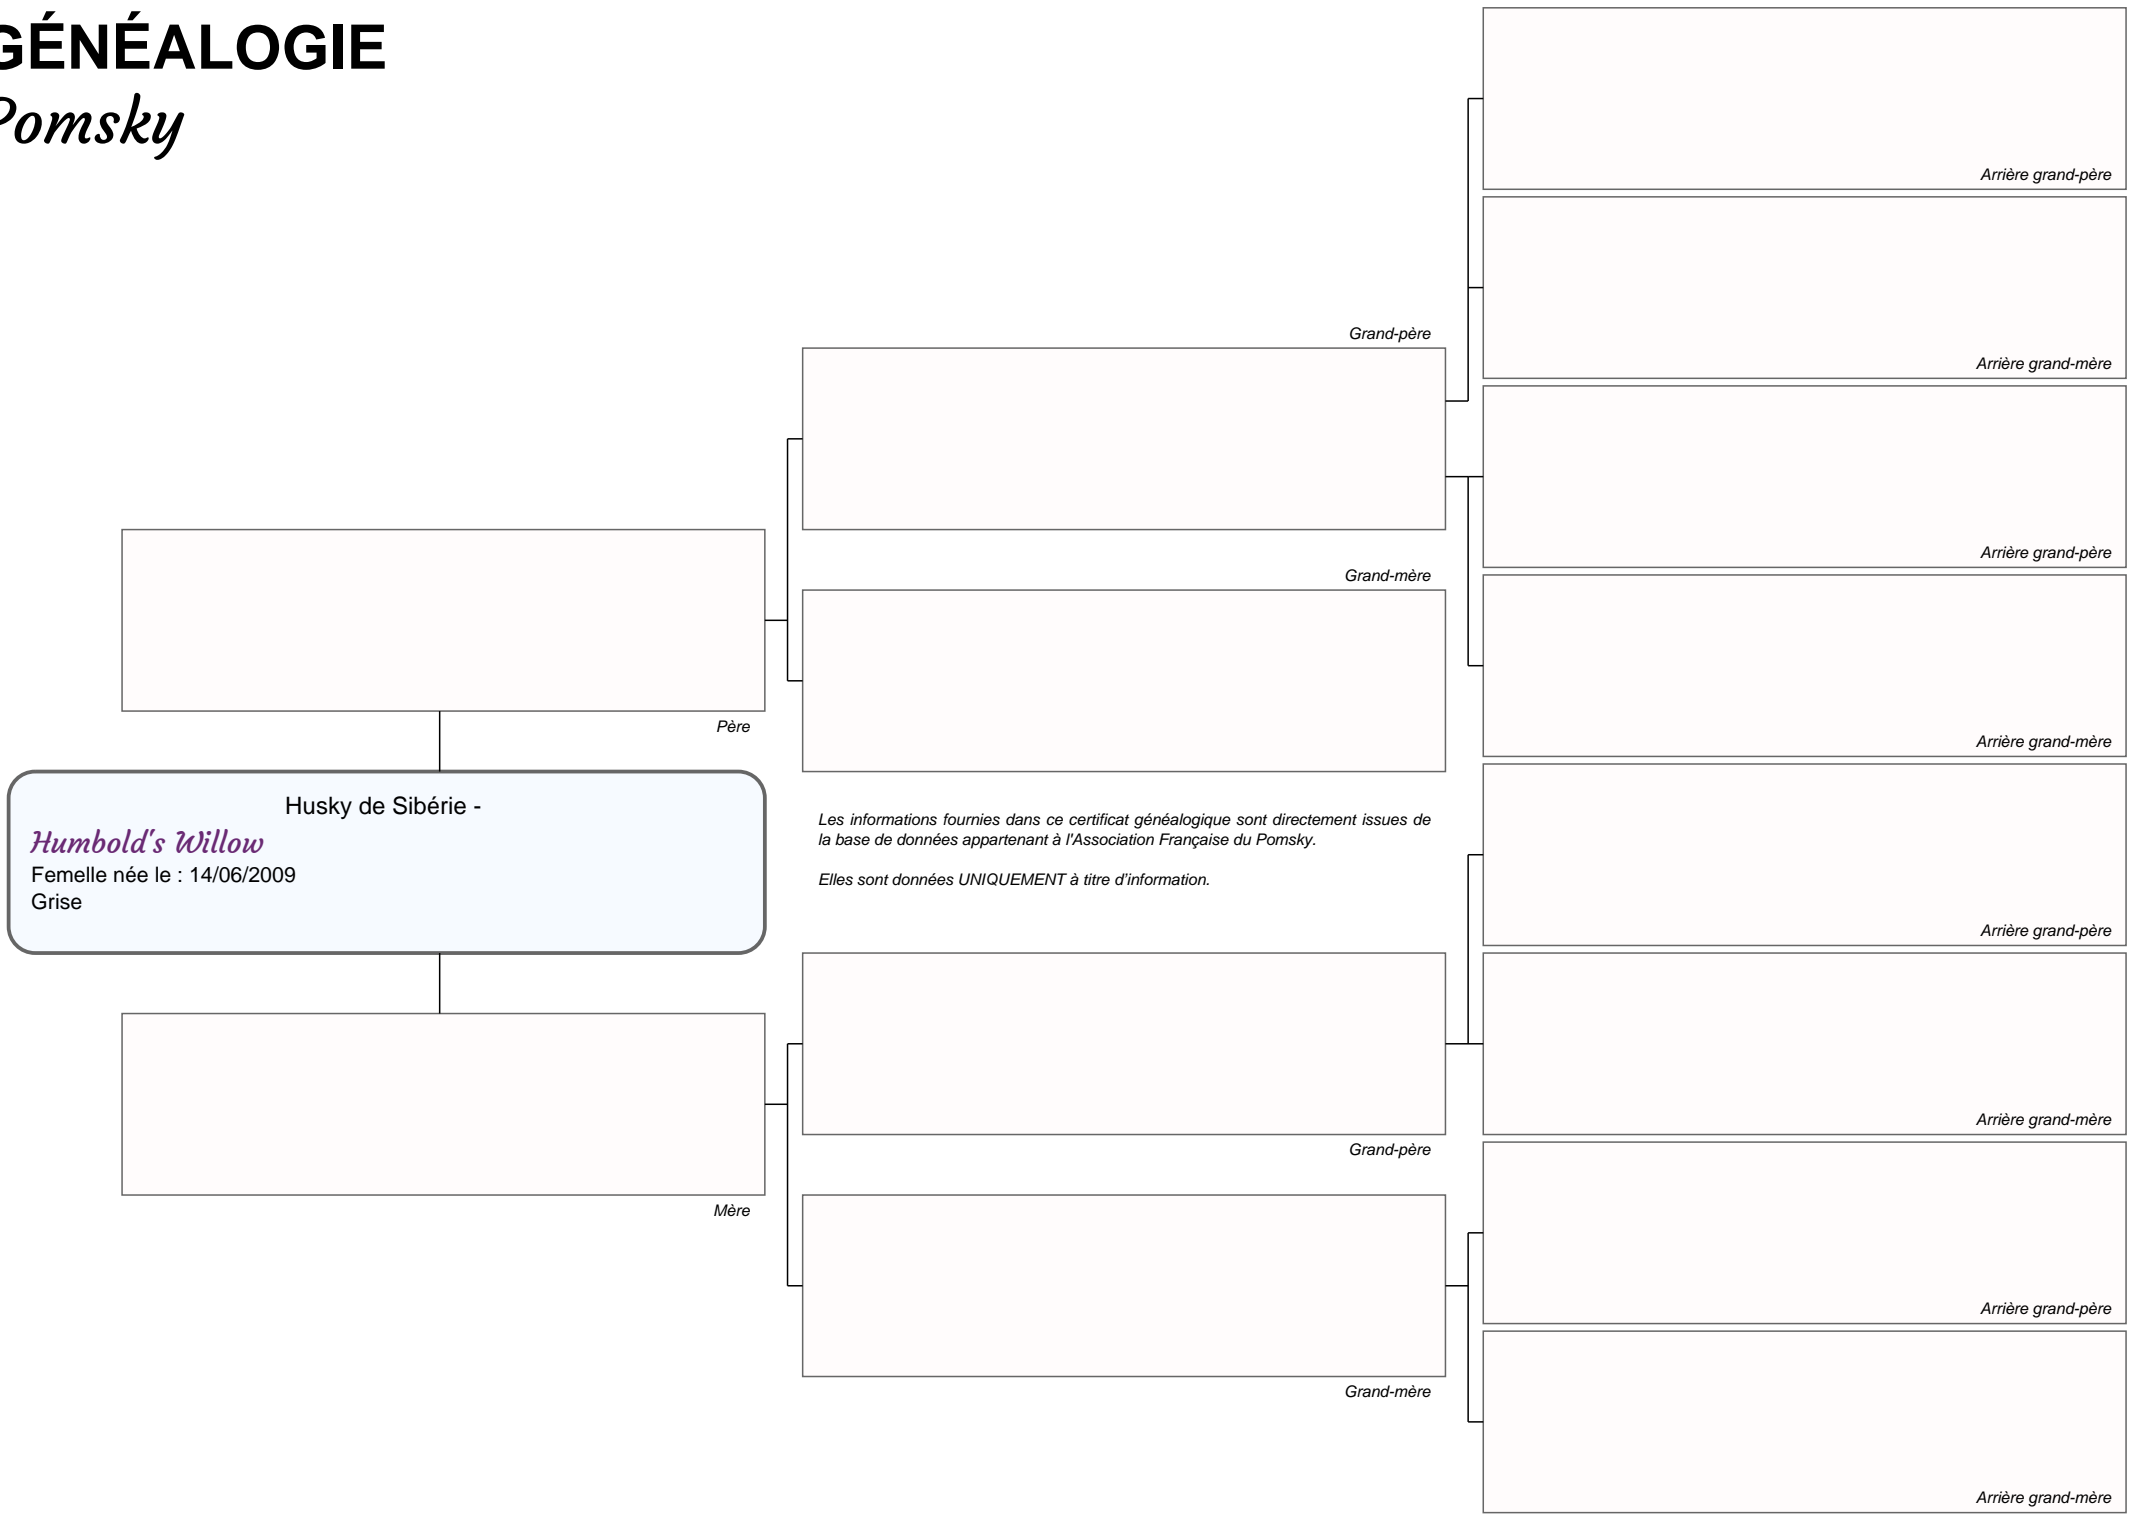 GÉNÉALOGIE
Pomsky
Arrière grand-père
Arrière grand-mère
Grand-père
Arrière grand-père
Grand-mère
Arrière grand-mère
Père
Husky de Sibérie -
Humbold's Willow
Femelle née le : 14/06/2009
Grise
Les informations fournies dans ce certificat généalogique sont directement issues de
la base de données appartenant à l'Association Française du Pomsky.
Elles sont données UNIQUEMENT à titre d'information.
Arrière grand-père
Arrière grand-mère
Grand-père
Mère
Arrière grand-père
Grand-mère
Arrière grand-mère